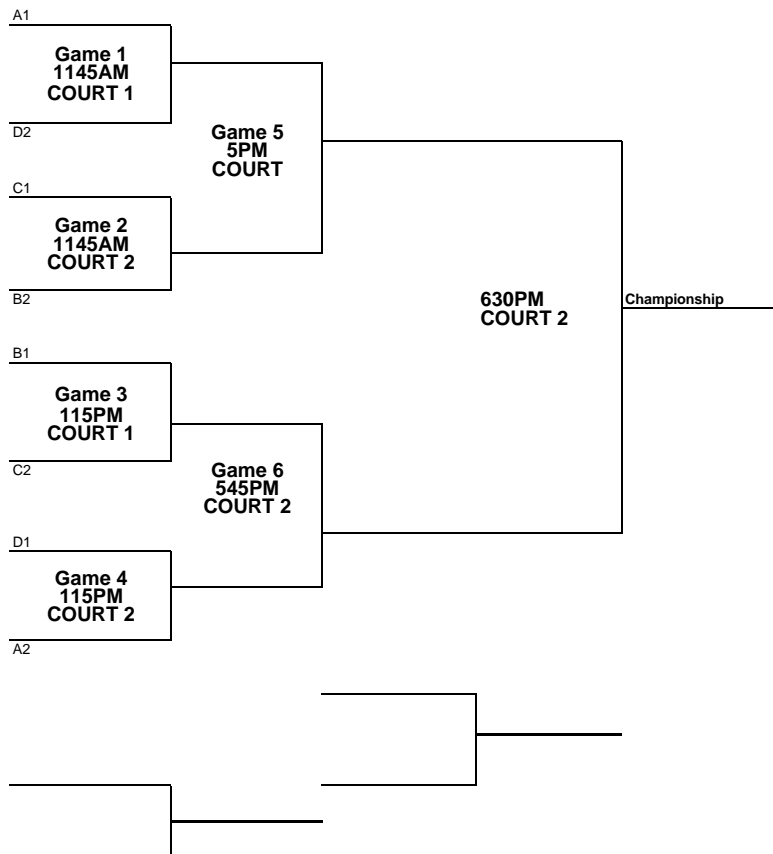 A1
Game 1
1145AM
COURT 1
D2
Game 5
5PM
COURT
C1
Game 2
1145AM
COURT 2
B2
630PM
COURT 2
Championship
B1
Game 3
115PM
COURT 1
C2
Game 6
545PM
COURT 2
D1
Game 4
115PM
COURT 2
A2